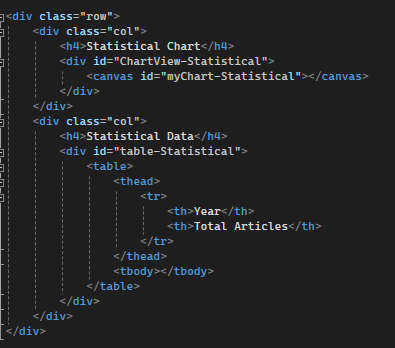 <div class="row">
    <div class="col">
        <h4>Statistical Chart</h4>
        <div id="ChartView-Statistical">
            <canvas id="myChart-Statistical"></canvas>
        </div>
    </div>
    <div class="col">
        <h4>Statistical Data</h4>
        <div id="table-Statistical">
            <table>
                <thead>
                    <tr>
                        <th>Year</th>
                        <th>Total Articles</th>
                    </tr>
                </thead>
                <tbody></tbody>
            </table>
        </div>
    </div>
</div>